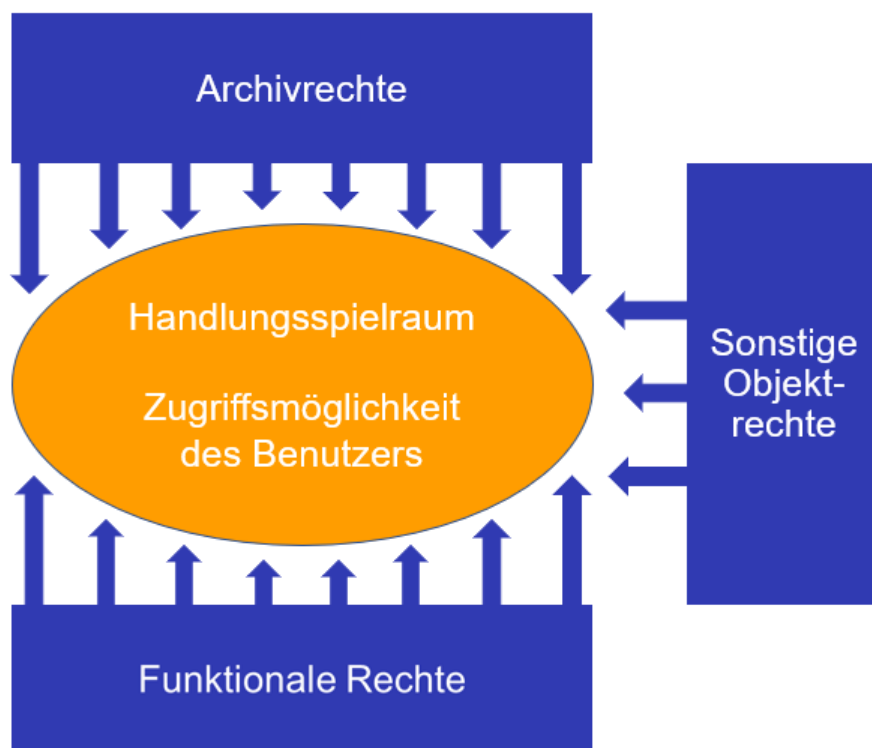 Archivrechte
Handlungsspielraum
Zugriffsmöglichkeit
des Benutzers
Sonstige
Objekt-
rechte
Funktionale Rechte